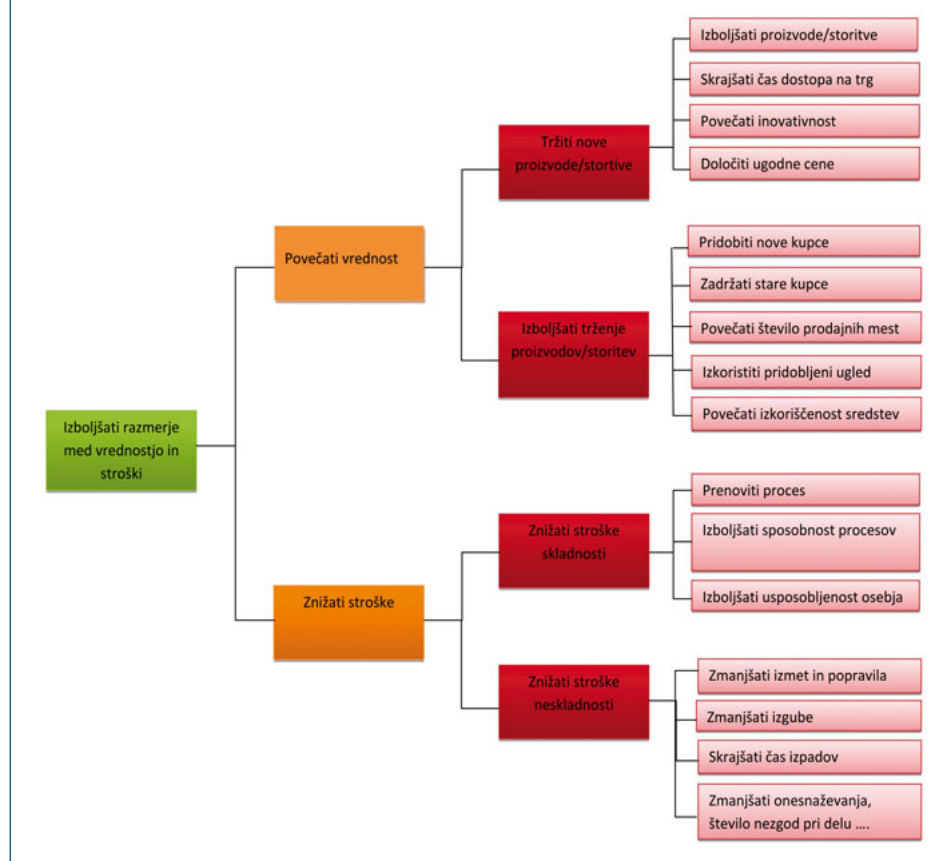 Izboljšati razmerje
med vrednostjo in
stroški
Povečati vrednost
Tržiti nove
proizvode/stortive
Izboljšati proizvode/storitve
Skrajšati čas dostopa na trg
Povečati inovativnost
Določiti ugodne cene
Izboljšati trženje
proizvodov/storitev
Pridobiti nove kupce
Zadržati stare kupce
Povečati število prodajnih mest
Izkoristiti pridobljeni ugled
Povečati izkoriščenost sredstev
Znižati stroške
Znižati stroške
skladnosti
Prenoviti proces
Izboljšati sposobnost procesov
Izboljšati usposobljenost osebja
Znižati stroške
neskladnosti
Zmanjšati izmet in popravila
Zmanjšati izgube
Skrajšati čas izpadov
Zmanjšati onesnaževanja,
število nezgod pri delu ....